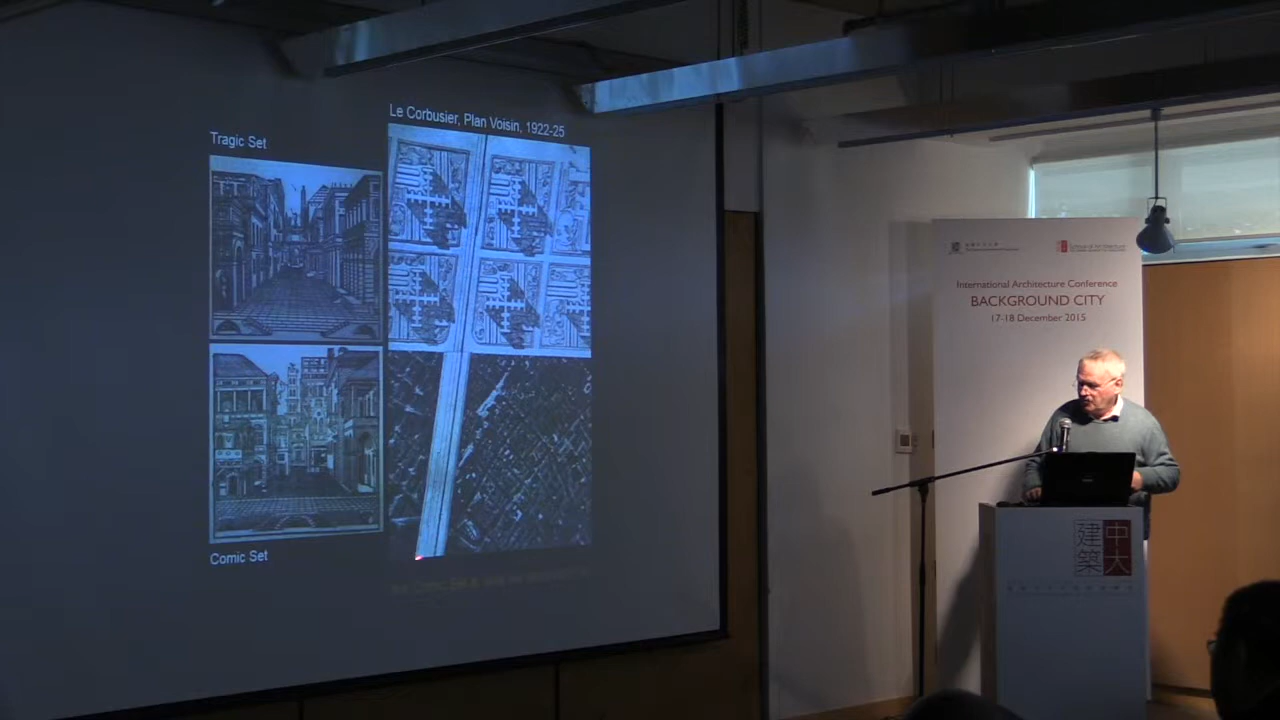 Le Corbusier, Plan Voisin, 1922-25
Tragic Set
Comic Set
International Architecture Conference
BACKGROUND CITY
17-18 December 2015
建築
中大